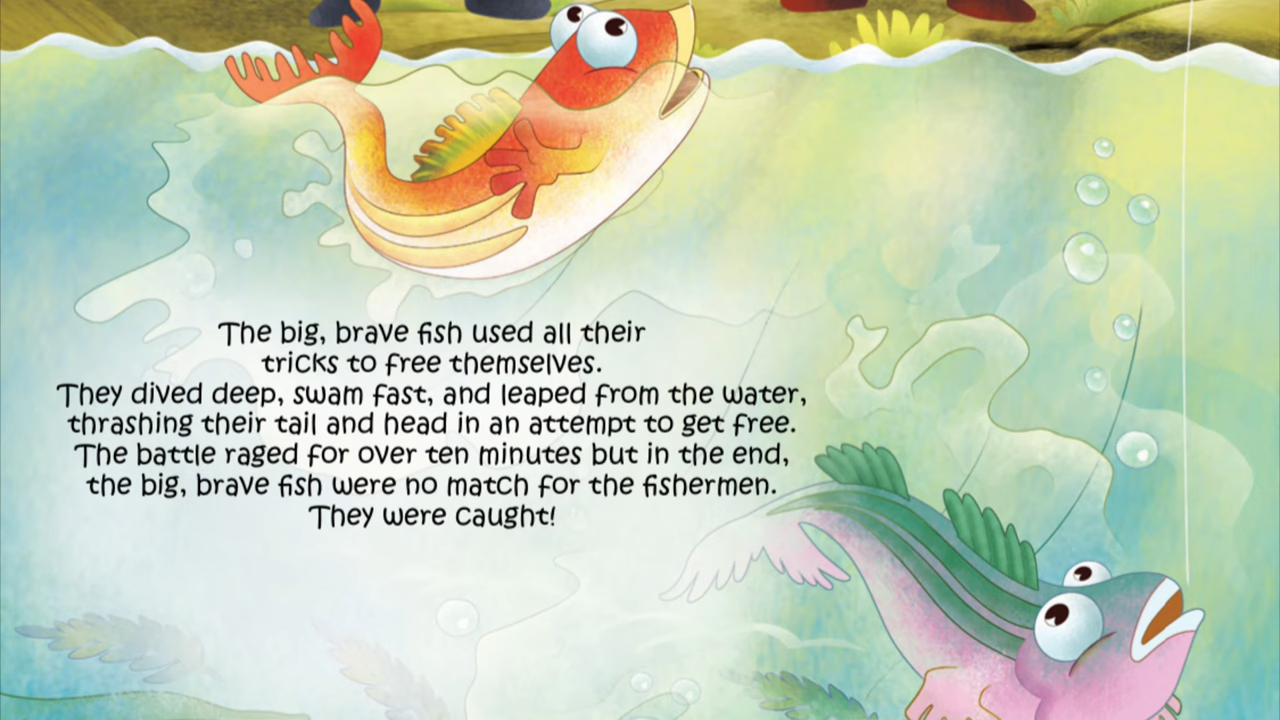 The big, brave fish used all their
tricks to free themselves.
They dived deep, swam fast, and leaped from the water,
thrashing their tail and head in an attempt to get free.
The battle raged for over ten minutes but in the end,
the big, brave fish were no match for the fishermen.
They were caught!